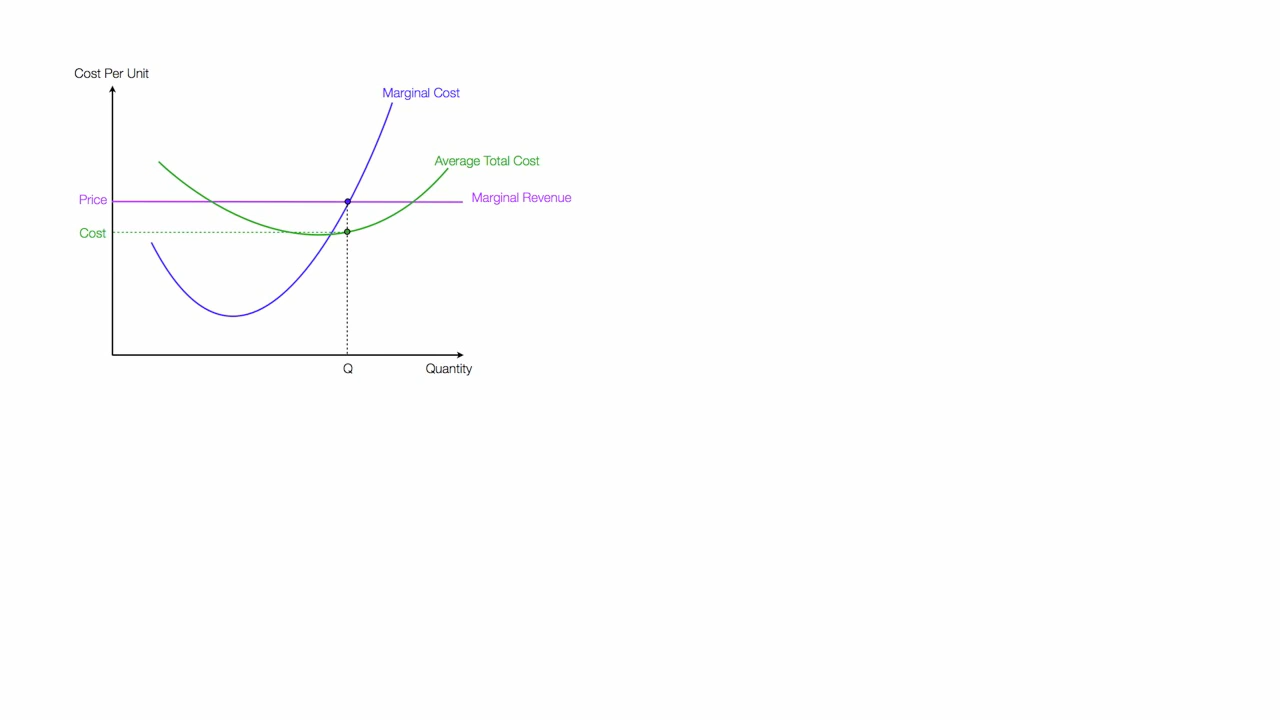 Cost Per Unit
Marginal Cost
Average Total Cost
Price
Marginal Revenue
Cost
Q
Quantity